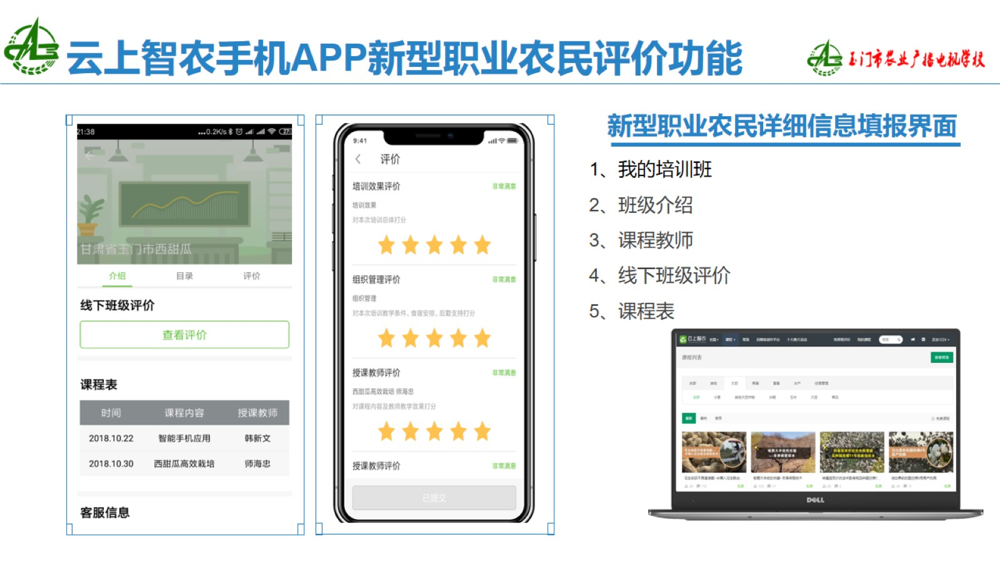 云上智农手机APP新型职业农民评价功能
玉门市农业广播电视学校
21:38
...0.2K/s
27
甘肃省玉门市西甜瓜
介绍 目录 评价
线下班级评价
查看评价
课程表
时间 课程内容 授课教师
2018.10.22 智能手机应用 韩新文
2018.10.30 西甜瓜高效栽培 师海忠
客服信息
9:41
评价
培训效果评价 非常满意
培训效果
对本次培训总体打分
组织管理评价 非常满意
组织管理
对本次培训教学条件、食宿安排、后勤支持打分
授课教师评价 非常满意
西甜瓜高效栽培 师海忠
对课程内容及教师教学效果打分
授课教师评价 非常满意
已提交
新型职业农民详细信息填报界面
1、我的培训班
2、班级介绍
3、课程教师
4、线下班级评价
5、课程表
云上智农
课程列表
DELL